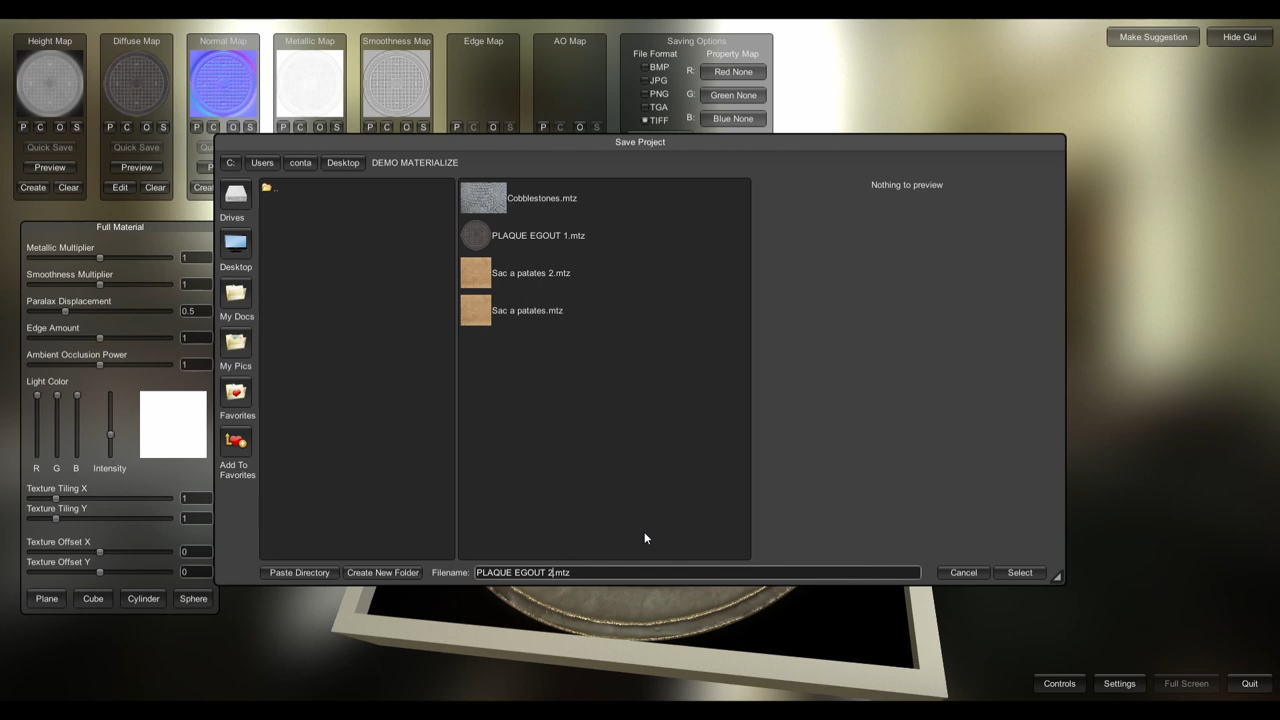 Height Map
Diffuse Map
Normal Map
Metallic Map
Smoothness Map
Edge Map
AO Map
Saving Options
File Format
Property Map
BMP
JPG
PNG
TGA
TIFF
R: Red None
G: Green None
B: Blue None
Make Suggestion
Hide Gui
P C O S
P C O S
P C O S
P C O S
P C O S
P C O S
P C O S
Quick Save
Quick Save
Preview
Preview
Create Clear
Edit Clear
Save Project
C: Users conta Desktop DEMO MATERIALIZE
Drives
Desktop
My Docs
My Pics
Favorites
Add To
Favorites
..
Cobblestones.mtz
PLAQUE EGOUT 1.mtz
Sac a patates 2.mtz
Sac a patates.mtz
Nothing to preview
Paste Directory
Create New Folder
Filename: PLAQUE EGOUT 2.mtz
Cancel
Select
Full Material
Metallic Multiplier
1
Smoothness Multiplier
1
Paralax Displacement
0.5
Edge Amount
1
Ambient Occlusion Power
1
Light Color
R G B Intensity
Texture Tiling X
1
Texture Tiling Y
1
Texture Offset X
0
Texture Offset Y
0
Plane Cube Cylinder Sphere
Controls Settings Full Screen Quit